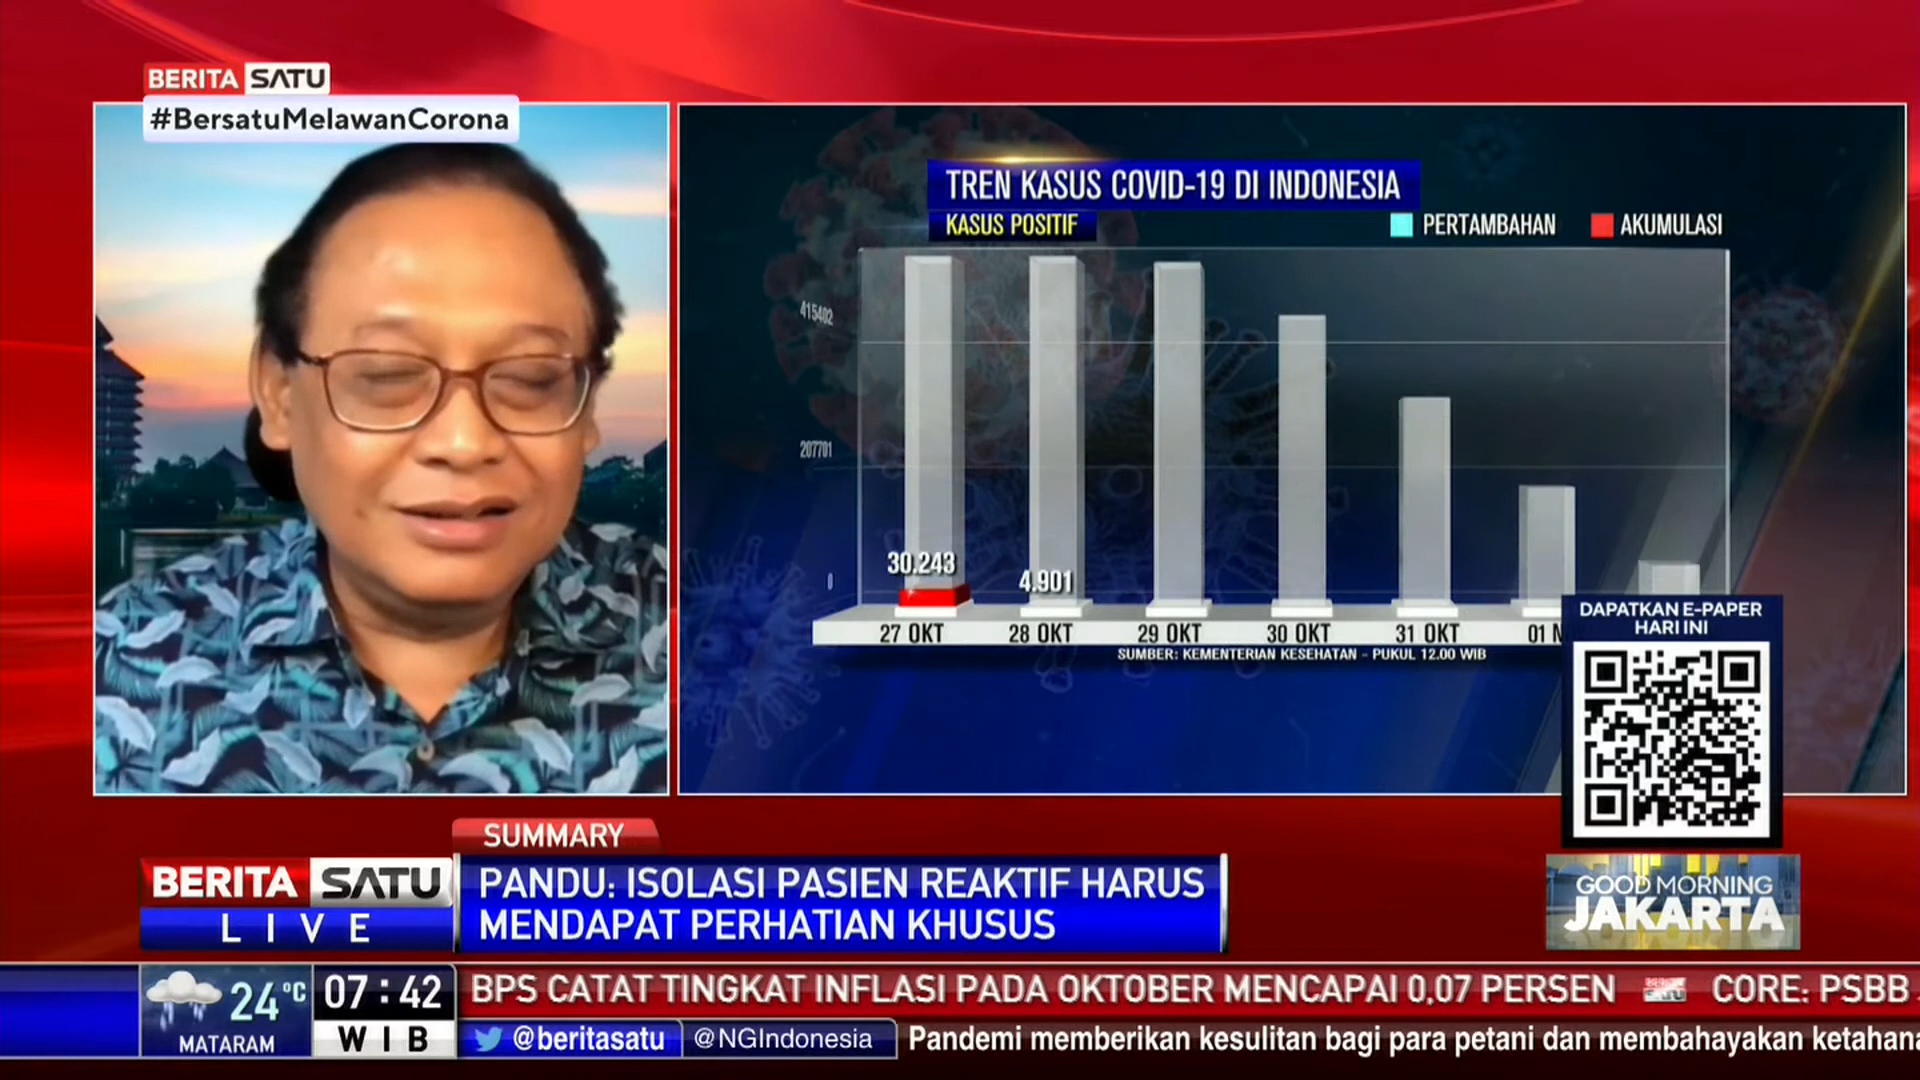 BERITA SATU
#BersatuMelawanCorona
TREN KASUS COVID-19 DI INDONESIA
KASUS POSITIF
PERTAMBAHAN
AKUMULASI
415402
207701
0
30.243
4.901
27 OKT
28 OKT
29 OKT
30 OKT
31 OKT
01 N
SUMBER: KEMENTERIAN KESEHATAN - PUKUL 12.00 WIB
DAPATKAN E-PAPER
HARI INI
SUMMARY
BERITA SATU
LIVE
PANDU: ISOLASI PASIEN REAKTIF HARUS
MENDAPAT PERHATIAN KHUSUS
GOOD MORNING
JAKARTA
24°C
MATARAM
07:42
WIB
BPS CATAT TINGKAT INFLASI PADA OKTOBER MENCAPAI 0,07 PERSEN
BERITA SATU
CORE: PSBB
@beritasatu
@NGIndonesia
Pandemi memberikan kesulitan bagi para petani dan membahayakan ketahana